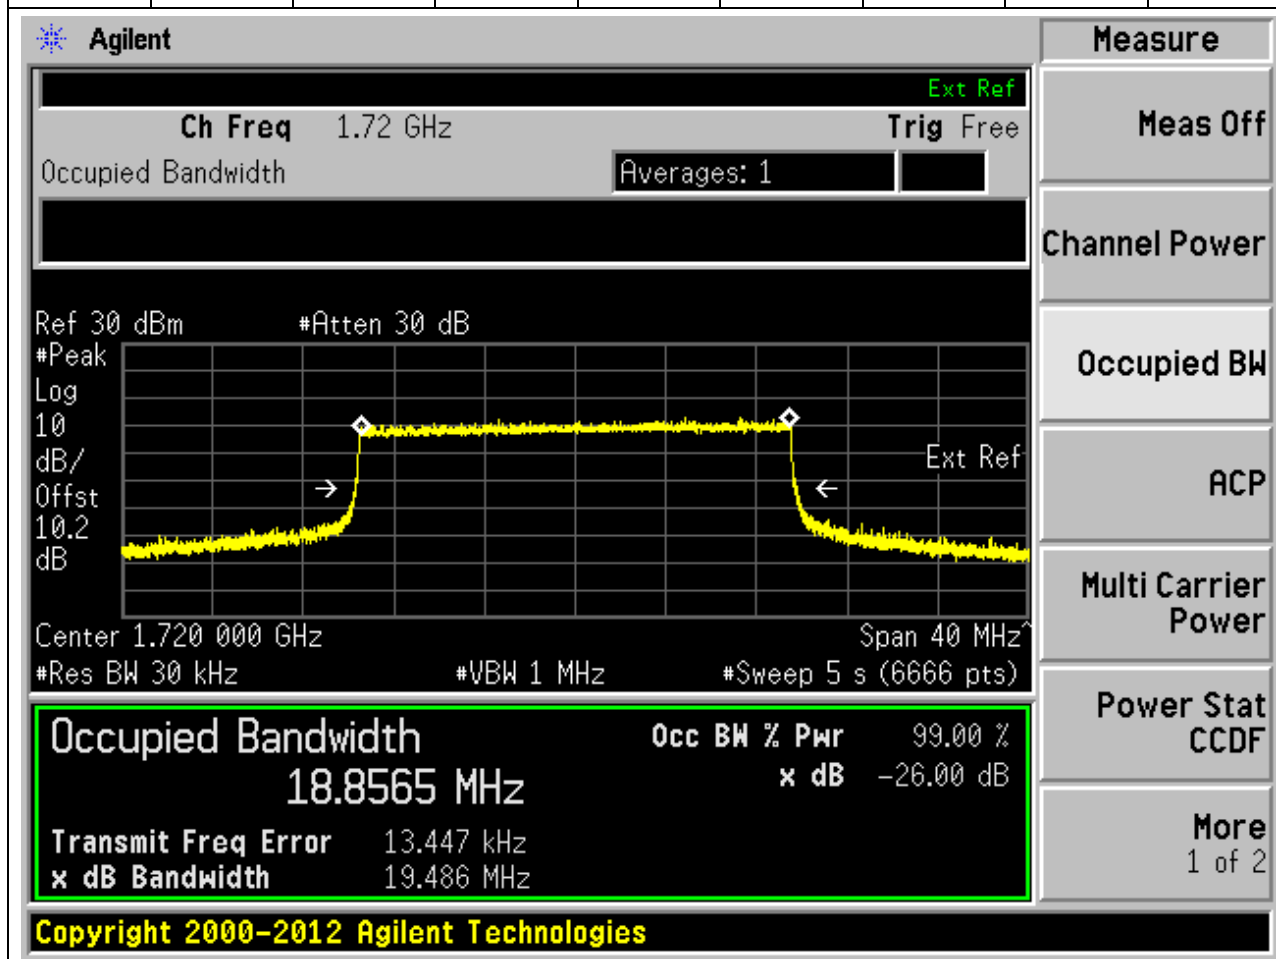 Agilent
Measure
Ext Ref
Ch Freq 1.72 GHz Trig Free
Meas Off
Occupied Bandwidth Averages: 1
Channel Power
Ref 30 dBm #Atten 30 dB
#Peak
Log
10
dB/
Offst
10.2
dB
Ext Ref
Occupied BW
ACP
Center 1.720 000 GHz Span 40 MHz^
#Res BW 30 kHz #VBW 1 MHz #Sweep 5 s (6666 pts)
Multi Carrier
Power
Occupied Bandwidth Occ BW % Pwr 99.00 %
18.8565 MHz x dB -26.00 dB
Transmit Freq Error 13.447 kHz
x dB Bandwidth 19.486 MHz
Power Stat
CCDF
More
1 of 2
Copyright 2000-2012 Agilent Technologies